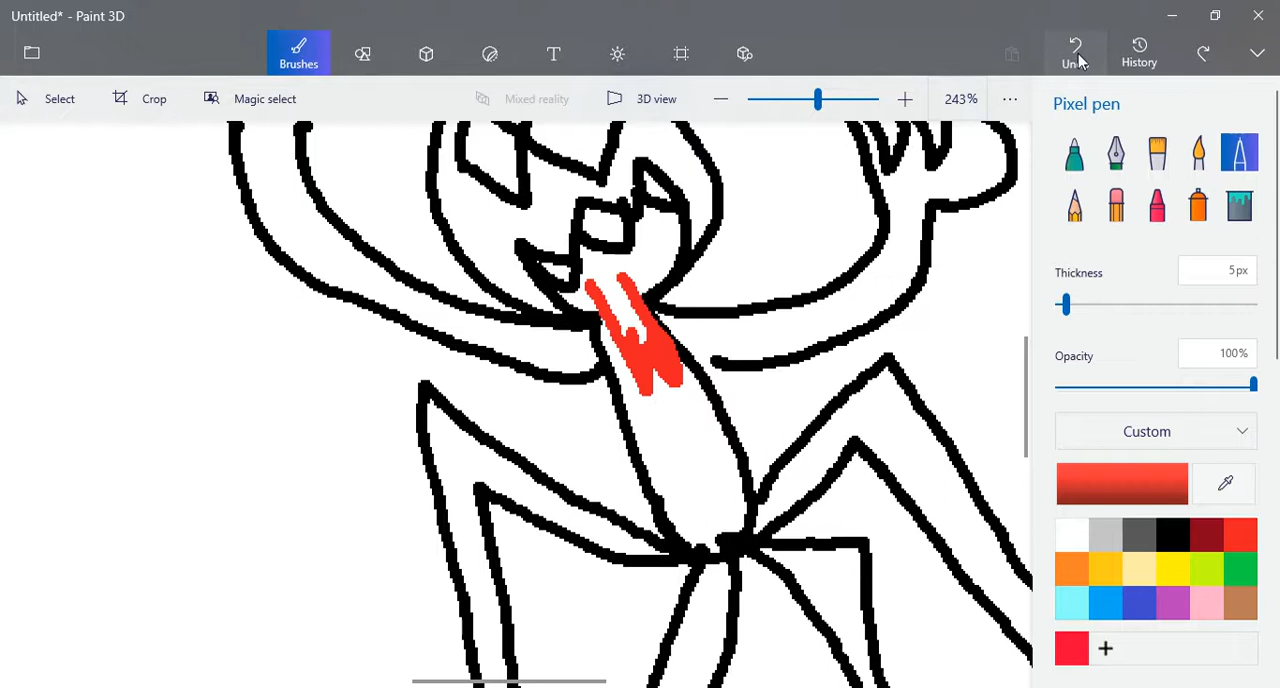 Untitled* - Paint 3D
Brushes
History
Select
Crop
Magic select
Mixed reality
3D view
243%
Pixel pen
Thickness
5px
Opacity
100%
Custom